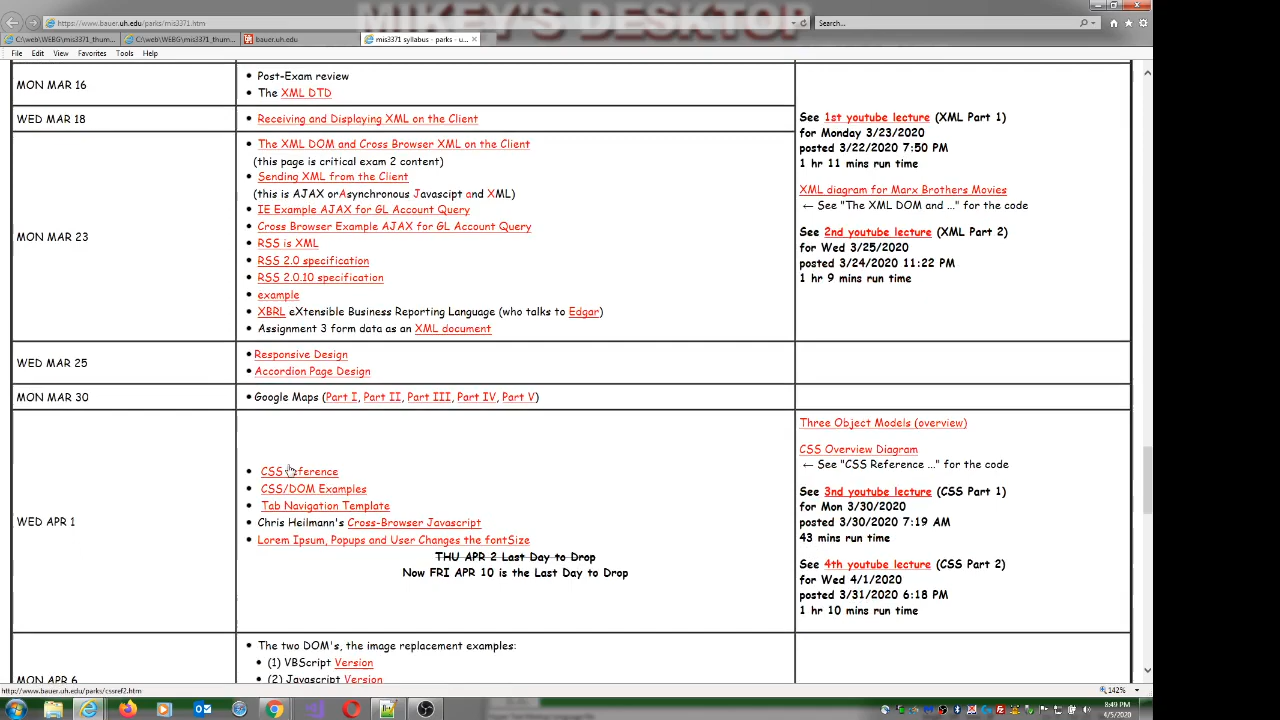 MIKEY'S DESKTOP
https://www.bauer.uh.edu/parks/mis3371.htm
Search...
C:\web\WEBG\mis3371_thum...
C:\web\WEBG\mis3371_thum...
bauer.uh.edu
mis3371 syllabus - parks - u...
File Edit View Favorites Tools Help
MON MAR 16
Post-Exam review
The XML DTD
WED MAR 18
Receiving and Displaying XML on the Client
See 1st youtube lecture (XML Part 1)
for Monday 3/23/2020
posted 3/22/2020 7:50 PM
1 hr 11 mins run time
XML diagram for Marx Brothers Movies
← See "The XML DOM and ..." for the code
See 2nd youtube lecture (XML Part 2)
for Wed 3/25/2020
posted 3/24/2020 11:22 PM
1 hr 9 mins run time
MON MAR 23
The XML DOM and Cross Browser XML on the Client
(this page is critical exam 2 content)
Sending XML from the Client
(this is AJAX orAsynchronous Javascipt and XML)
IE Example AJAX for GL Account Query
Cross Browser Example AJAX for GL Account Query
RSS is XML
RSS 2.0 specification
RSS 2.0.10 specification
example
XBRL eXtensible Business Reporting Language (who talks to Edgar)
Assignment 3 form data as an XML document
WED MAR 25
Responsive Design
Accordion Page Design
MON MAR 30
Google Maps (Part I, Part II, Part III, Part IV, Part V)
WED APR 1
CSS Reference
CSS/DOM Examples
Tab Navigation Template
Chris Heilmann's Cross-Browser Javascript
Lorem Ipsum, Popups and User Changes the fontSize
THU APR 2 Last Day to Drop
Now FRI APR 10 is the Last Day to Drop
Three Object Models (overview)
CSS Overview Diagram
← See "CSS Reference ..." for the code
See 3nd youtube lecture (CSS Part 1)
for Mon 3/30/2020
posted 3/30/2020 7:19 AM
43 mins run time
See 4th youtube lecture (CSS Part 2)
for Wed 4/1/2020
posted 3/31/2020 6:18 PM
1 hr 10 mins run time
MON APR 6
The two DOM's, the image replacement examples:
(1) VBScript Version
(2) Javascript Version
http://www.bauer.uh.edu/parks/cssref2.htm
142%
8:49 PM
6/5/2020